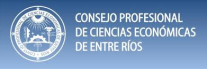 CONSEJO PROFESIONAL
DE CIENCIAS ECONÓMICAS
DE ENTRE RÍOS